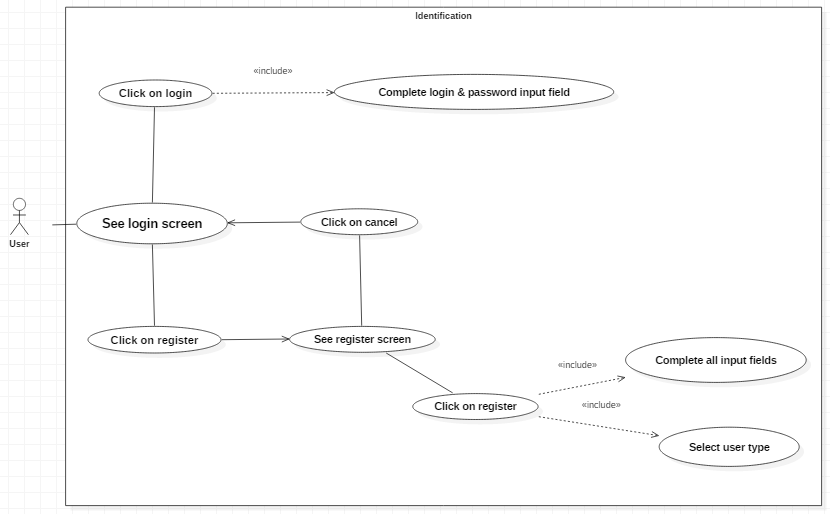 Identification
«include»
Click on login
Complete login & password input field
See login screen
Click on cancel
User
Click on register
See register screen
«include»
Complete all input fields
Click on register
«include»
Select user type